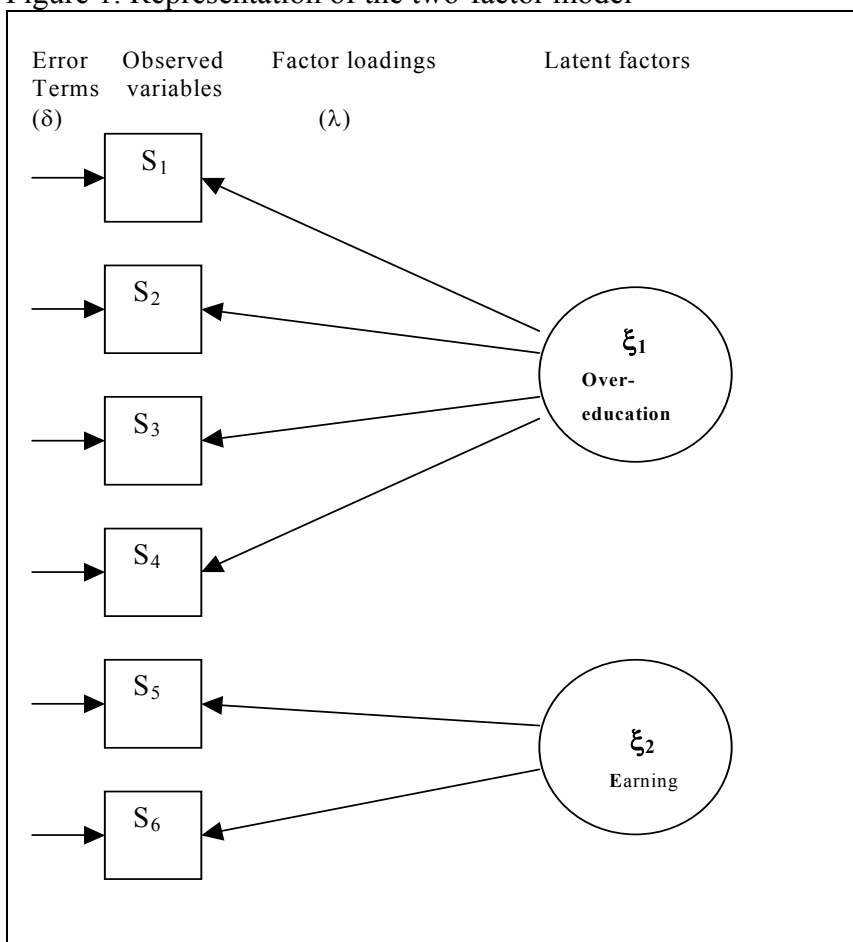 Figure 1. Representation of the two-factor model
Error Observed Factor loadings Latent factors
Terms variables
(δ) (λ)
S1
S2
ξ1
Over-
education
S3
S4
S5
ξ2
Earning
S6